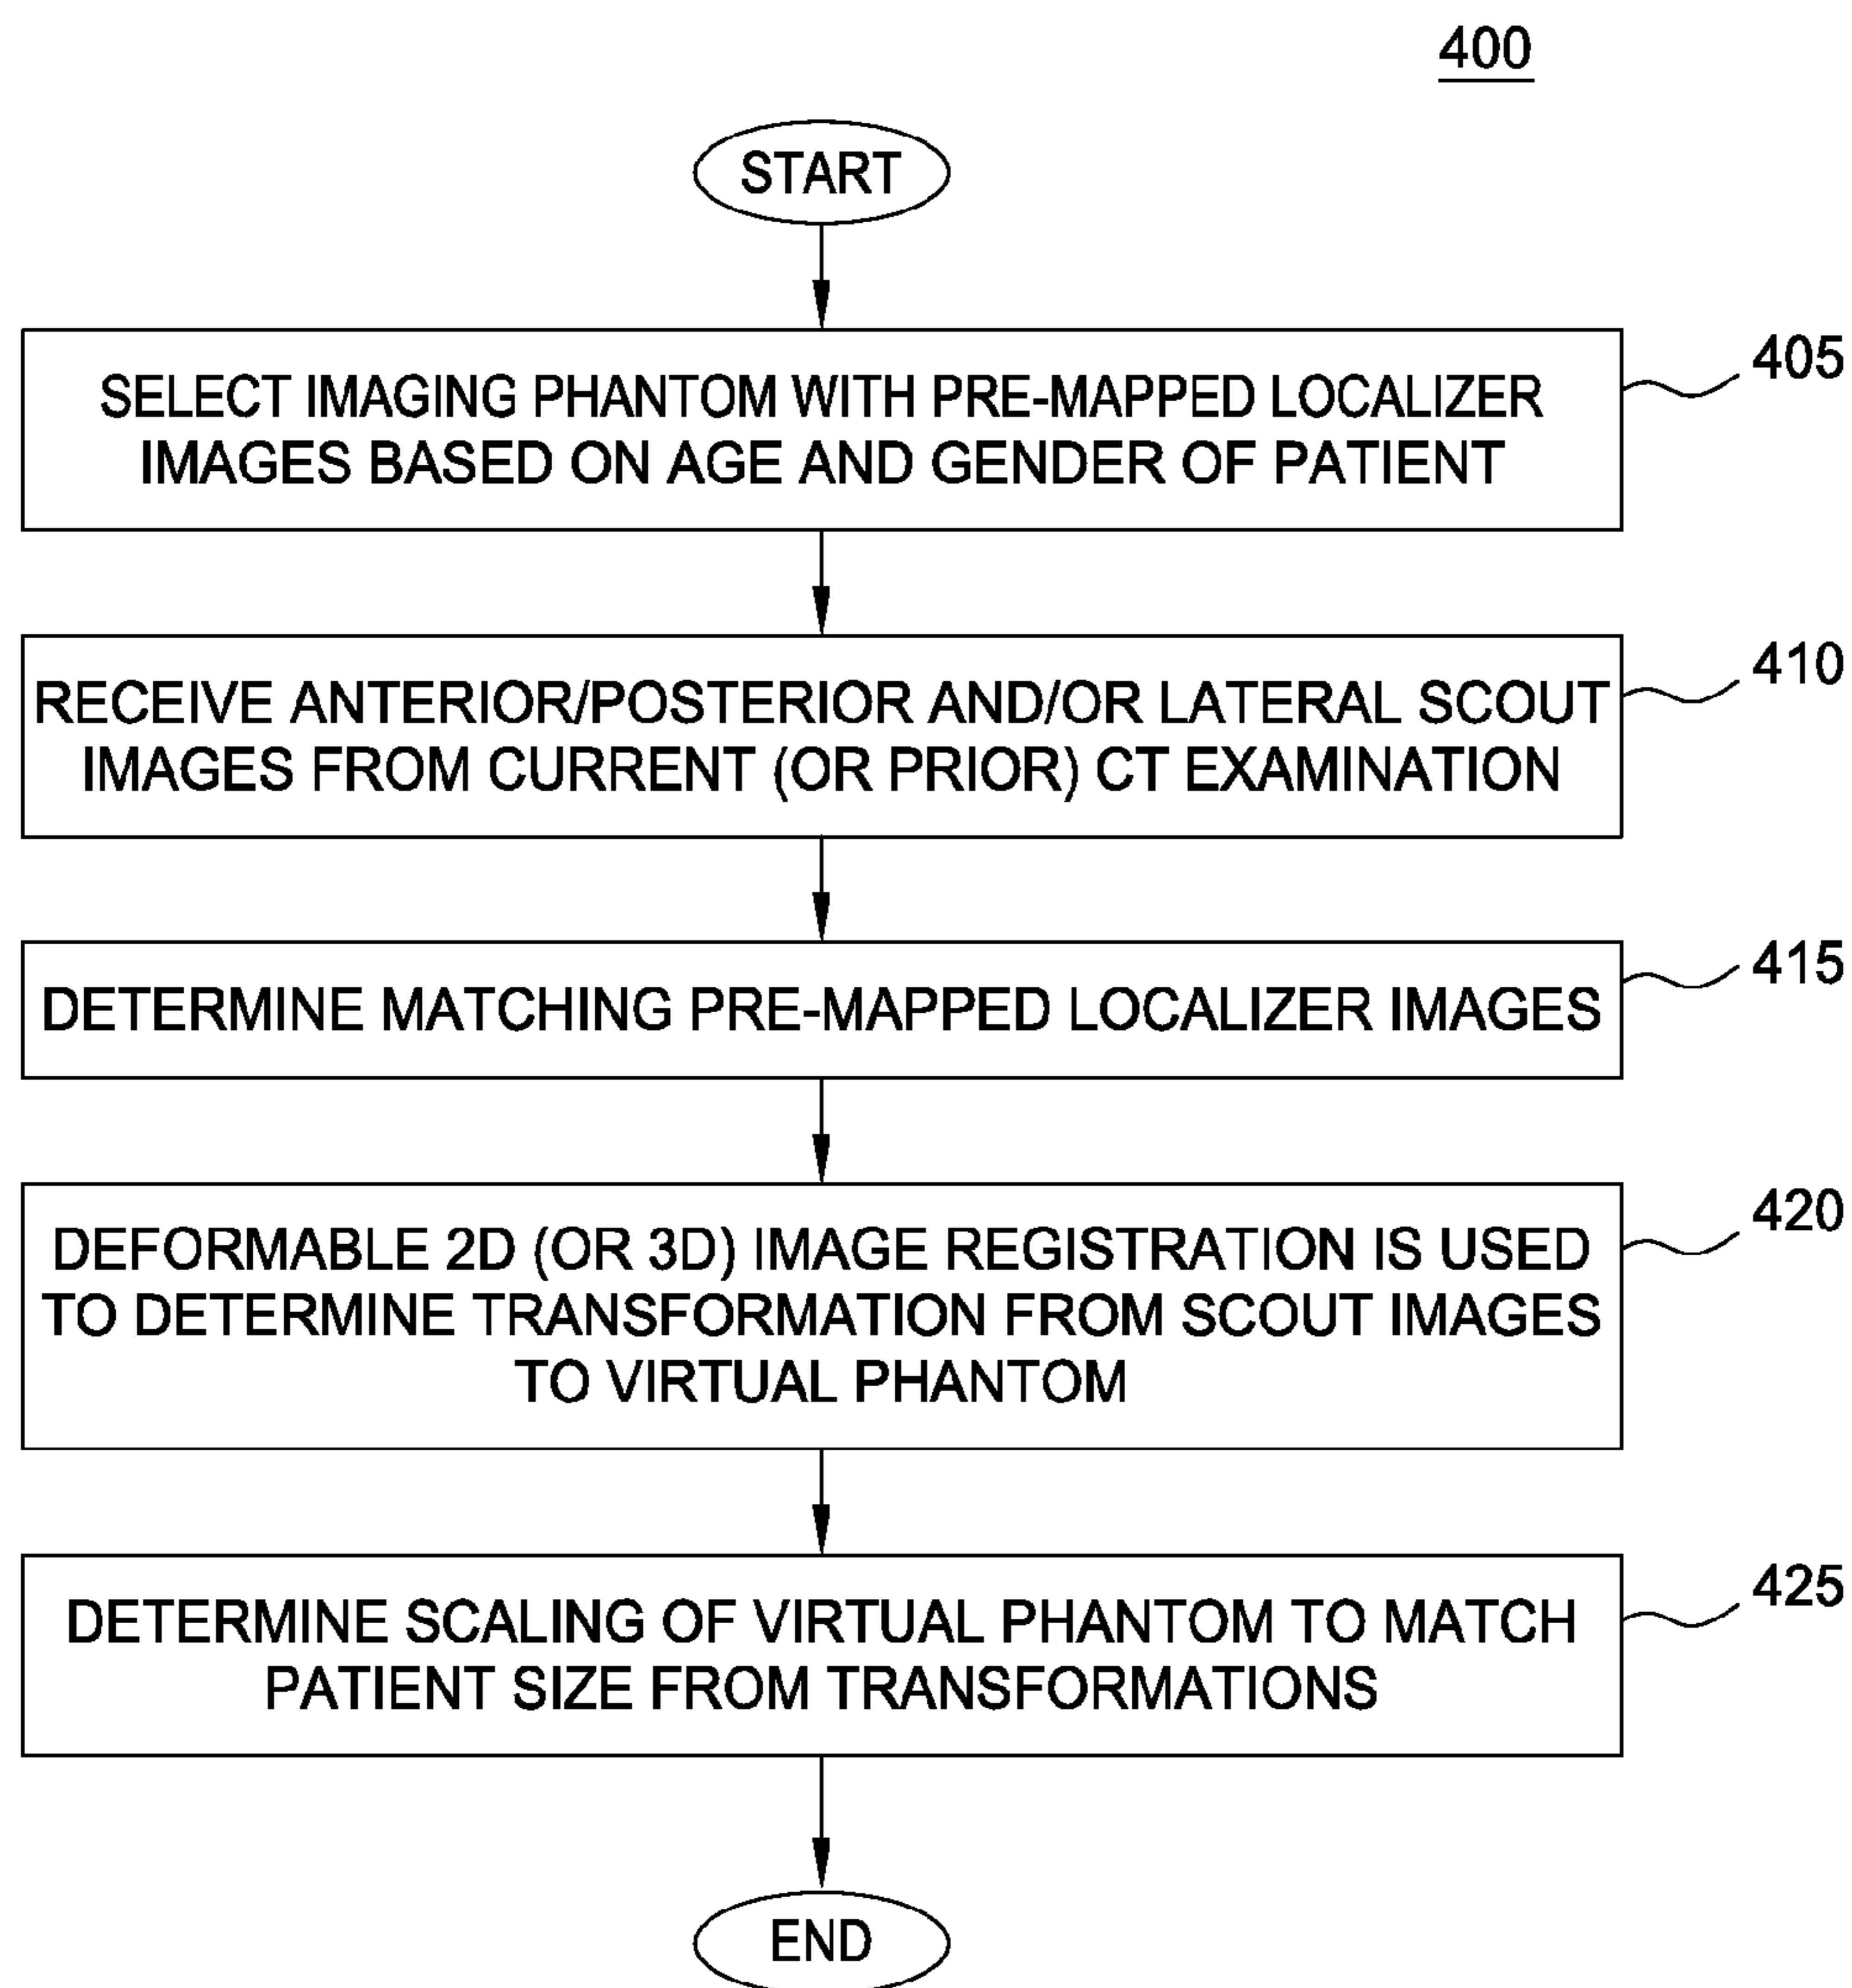 400
START
SELECT IMAGING PHANTOM WITH PRE-MAPPED LOCALIZER
IMAGES BASED ON AGE AND GENDER OF PATIENT
405
RECEIVE ANTERIOR/POSTERIOR AND/OR LATERAL SCOUT
IMAGES FROM CURRENT (OR PRIOR) CT EXAMINATION
410
DETERMINE MATCHING PRE-MAPPED LOCALIZER IMAGES
415
DEFORMABLE 2D (OR 3D) IMAGE REGISTRATION IS USED
TO DETERMINE TRANSFORMATION FROM SCOUT IMAGES
TO VIRTUAL PHANTOM
420
DETERMINE SCALING OF VIRTUAL PHANTOM TO MATCH
PATIENT SIZE FROM TRANSFORMATIONS
425
END